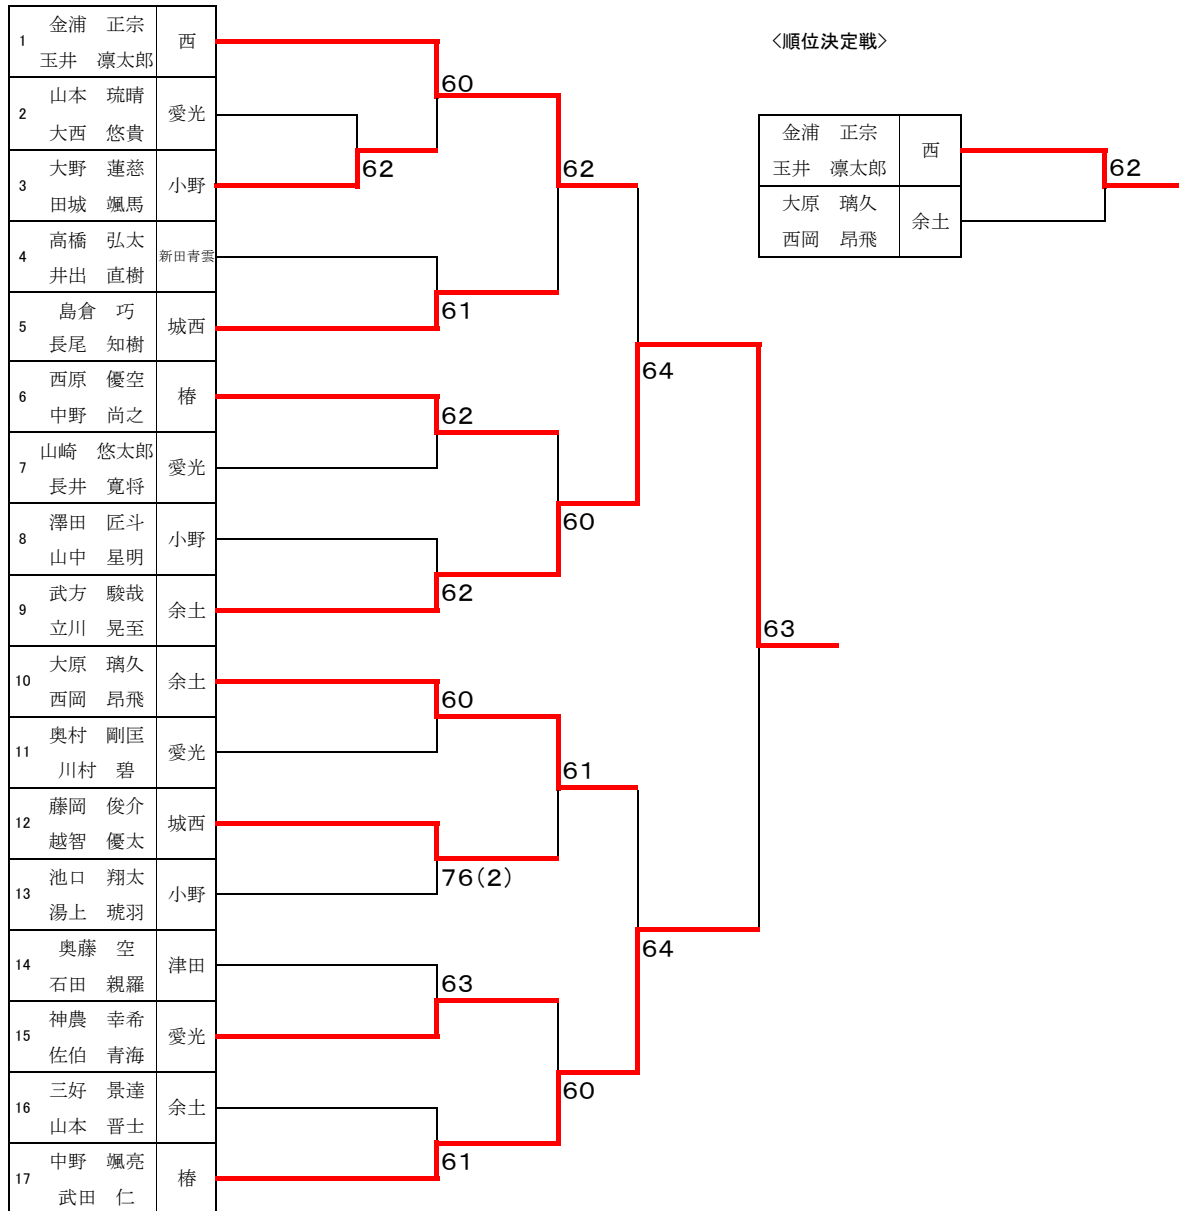 1 金浦　正宗 西
玉井　凛太郎
2 山本　琉晴 愛光
大西　悠貴
3 大野　蓮慈 小野
田城　颯馬
4 高橋　弘太 新田青雲
井出　直樹
5 島倉　巧 城西
長尾　知樹
6 西原　優空 椿
中野　尚之
7 山崎　悠太郎 愛光
長井　寛将
8 澤田　匠斗 小野
山中　星明
9 武方　駿哉 余土
立川　晃至
10 大原　璃久 余土
西岡　昂飛
11 奥村　剛匡 愛光
川村　碧
12 藤岡　俊介 城西
越智　優太
13 池口　翔太 小野
湯上　琥羽
14 奥藤　空 津田
石田　親羅
15 神農　幸希 愛光
佐伯　青海
16 三好　景達 余土
山本　晋士
17 中野　颯亮 椿
武田　仁
60
62
61
62
62
60
76(2)
63
61
62
60
61
60
64
64
63
〈順位決定戦〉
金浦　正宗 西
玉井　凛太郎
大原　璃久 余土
西岡　昂飛
62